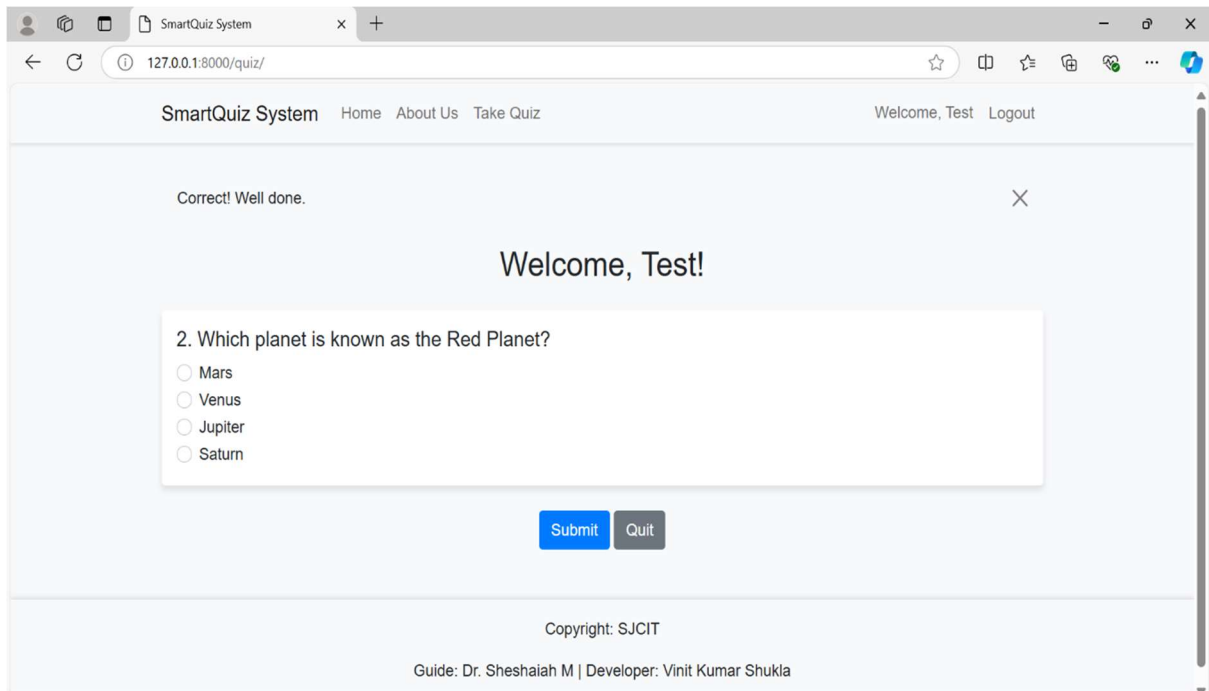 SmartQuiz System
127.0.0.1:8000/quiz/
SmartQuiz System Home About Us Take Quiz Welcome, Test Logout
Correct! Well done.
Welcome, Test!
2. Which planet is known as the Red Planet?
Mars
Venus
Jupiter
Saturn
Submit Quit
Copyright: SJCIT
Guide: Dr. Sheshaiah M | Developer: Vinit Kumar Shukla